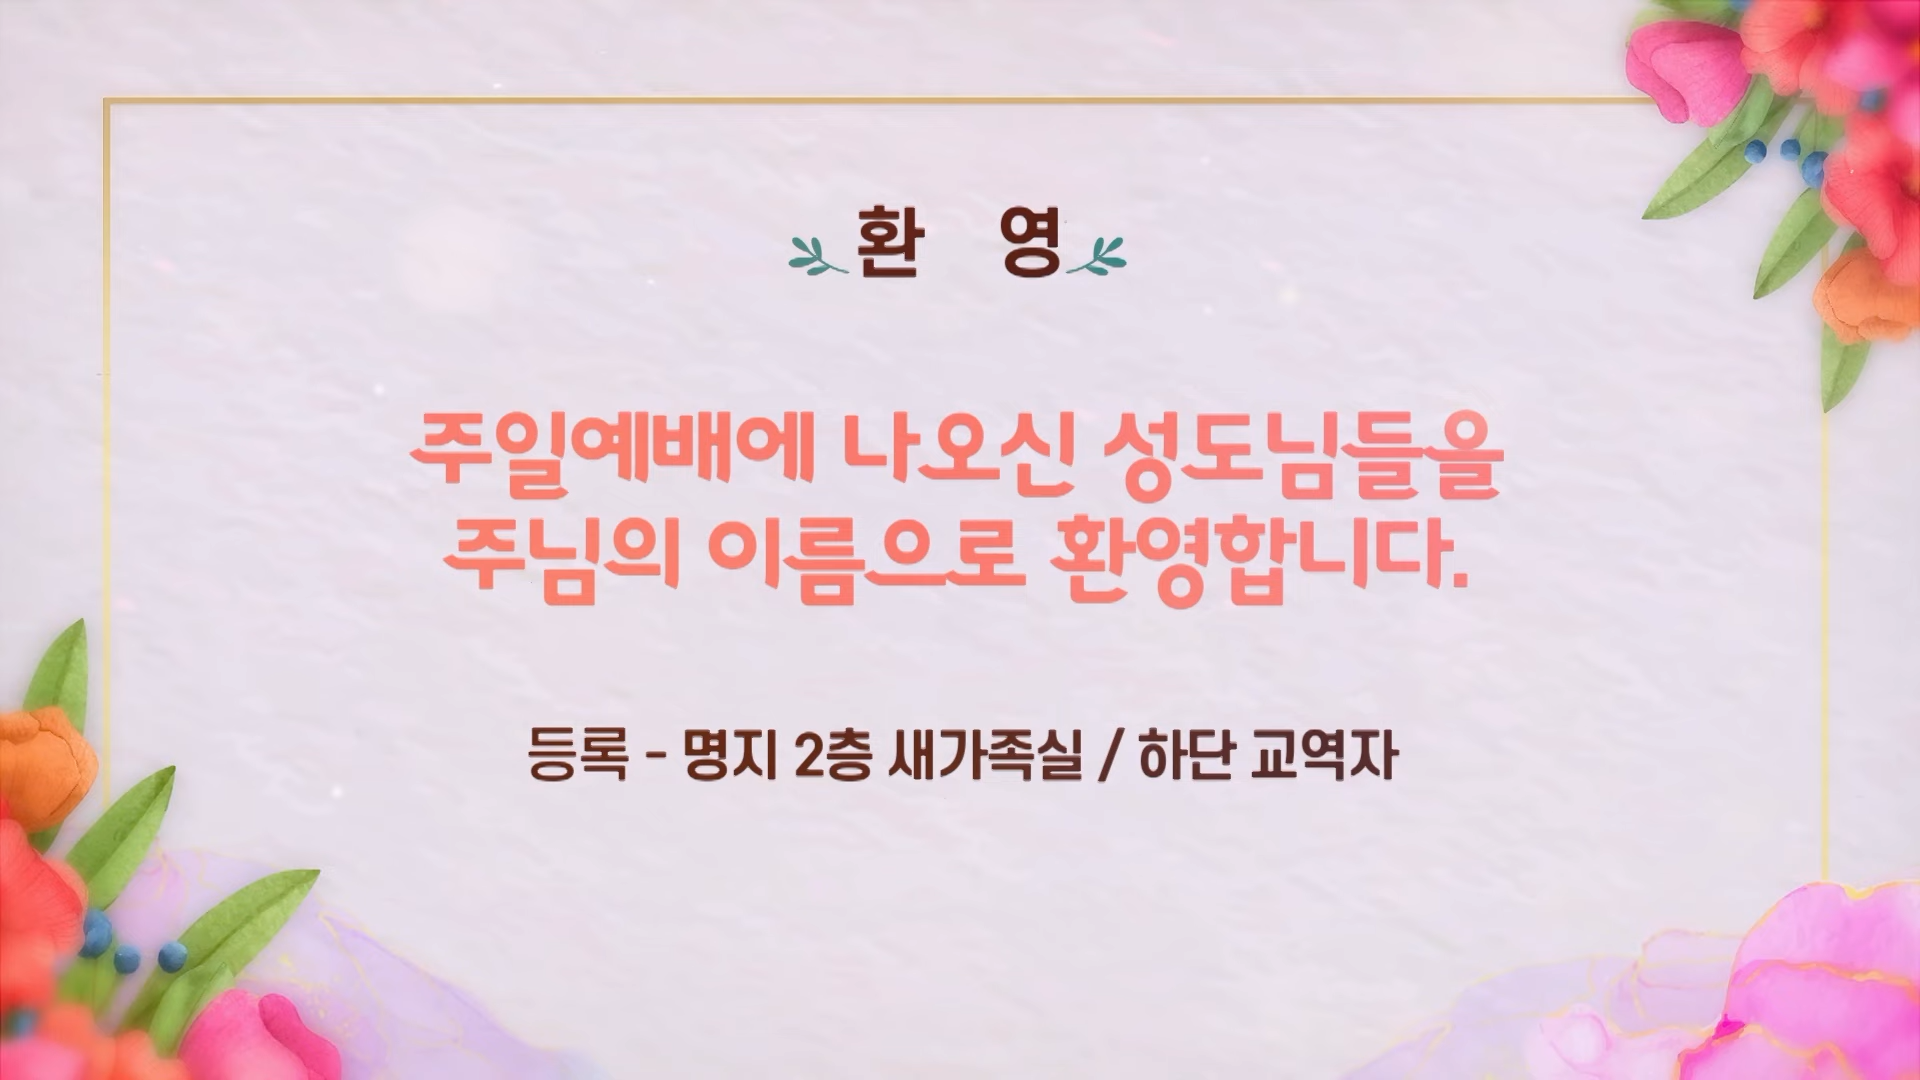 환 영
주일예배에 나오신 성도님들을
주님의 이름으로 환영합니다.
등록 - 명지 2층 새가족실 / 하단 교역자